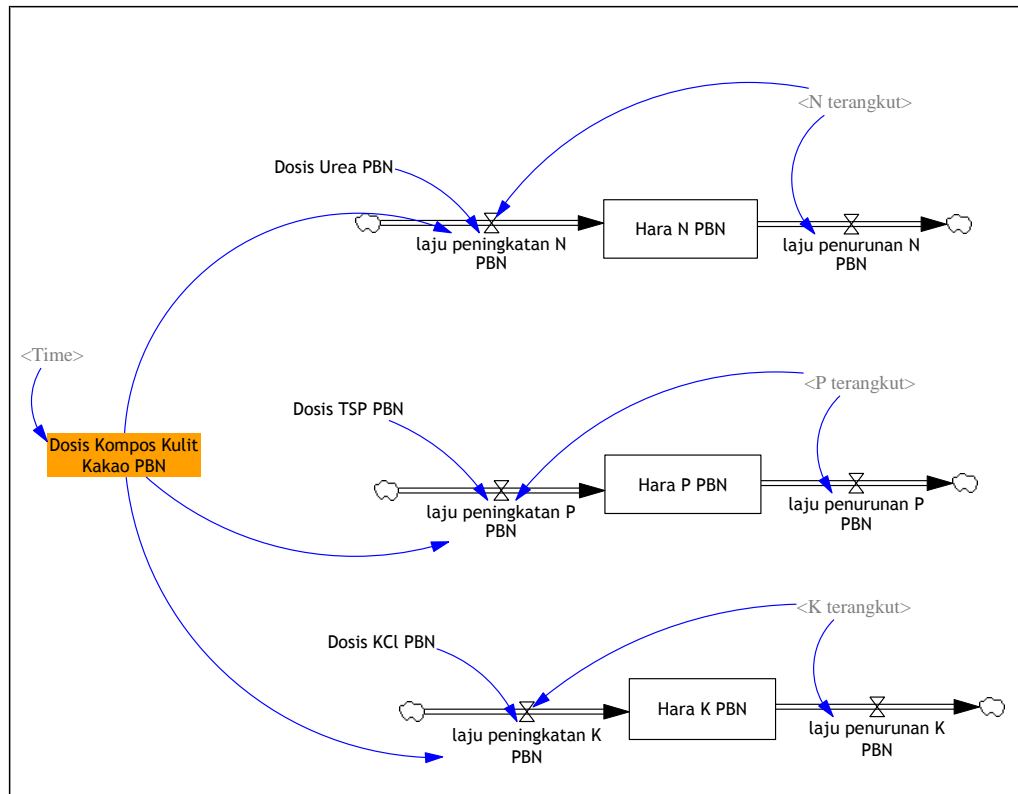 <N terangkut>
Dosis Urea PBN
Hara N PBN
laju peningkatan N
PBN
laju penurunan N
PBN
<Time>
Dosis Kompos Kulit
Kakao PBN
<P terangkut>
Dosis TSP PBN
Hara P PBN
laju peningkatan P
PBN
laju penurunan P
PBN
<K terangkut>
Dosis KCl PBN
Hara K PBN
laju peningkatan K
PBN
laju penurunan K
PBN